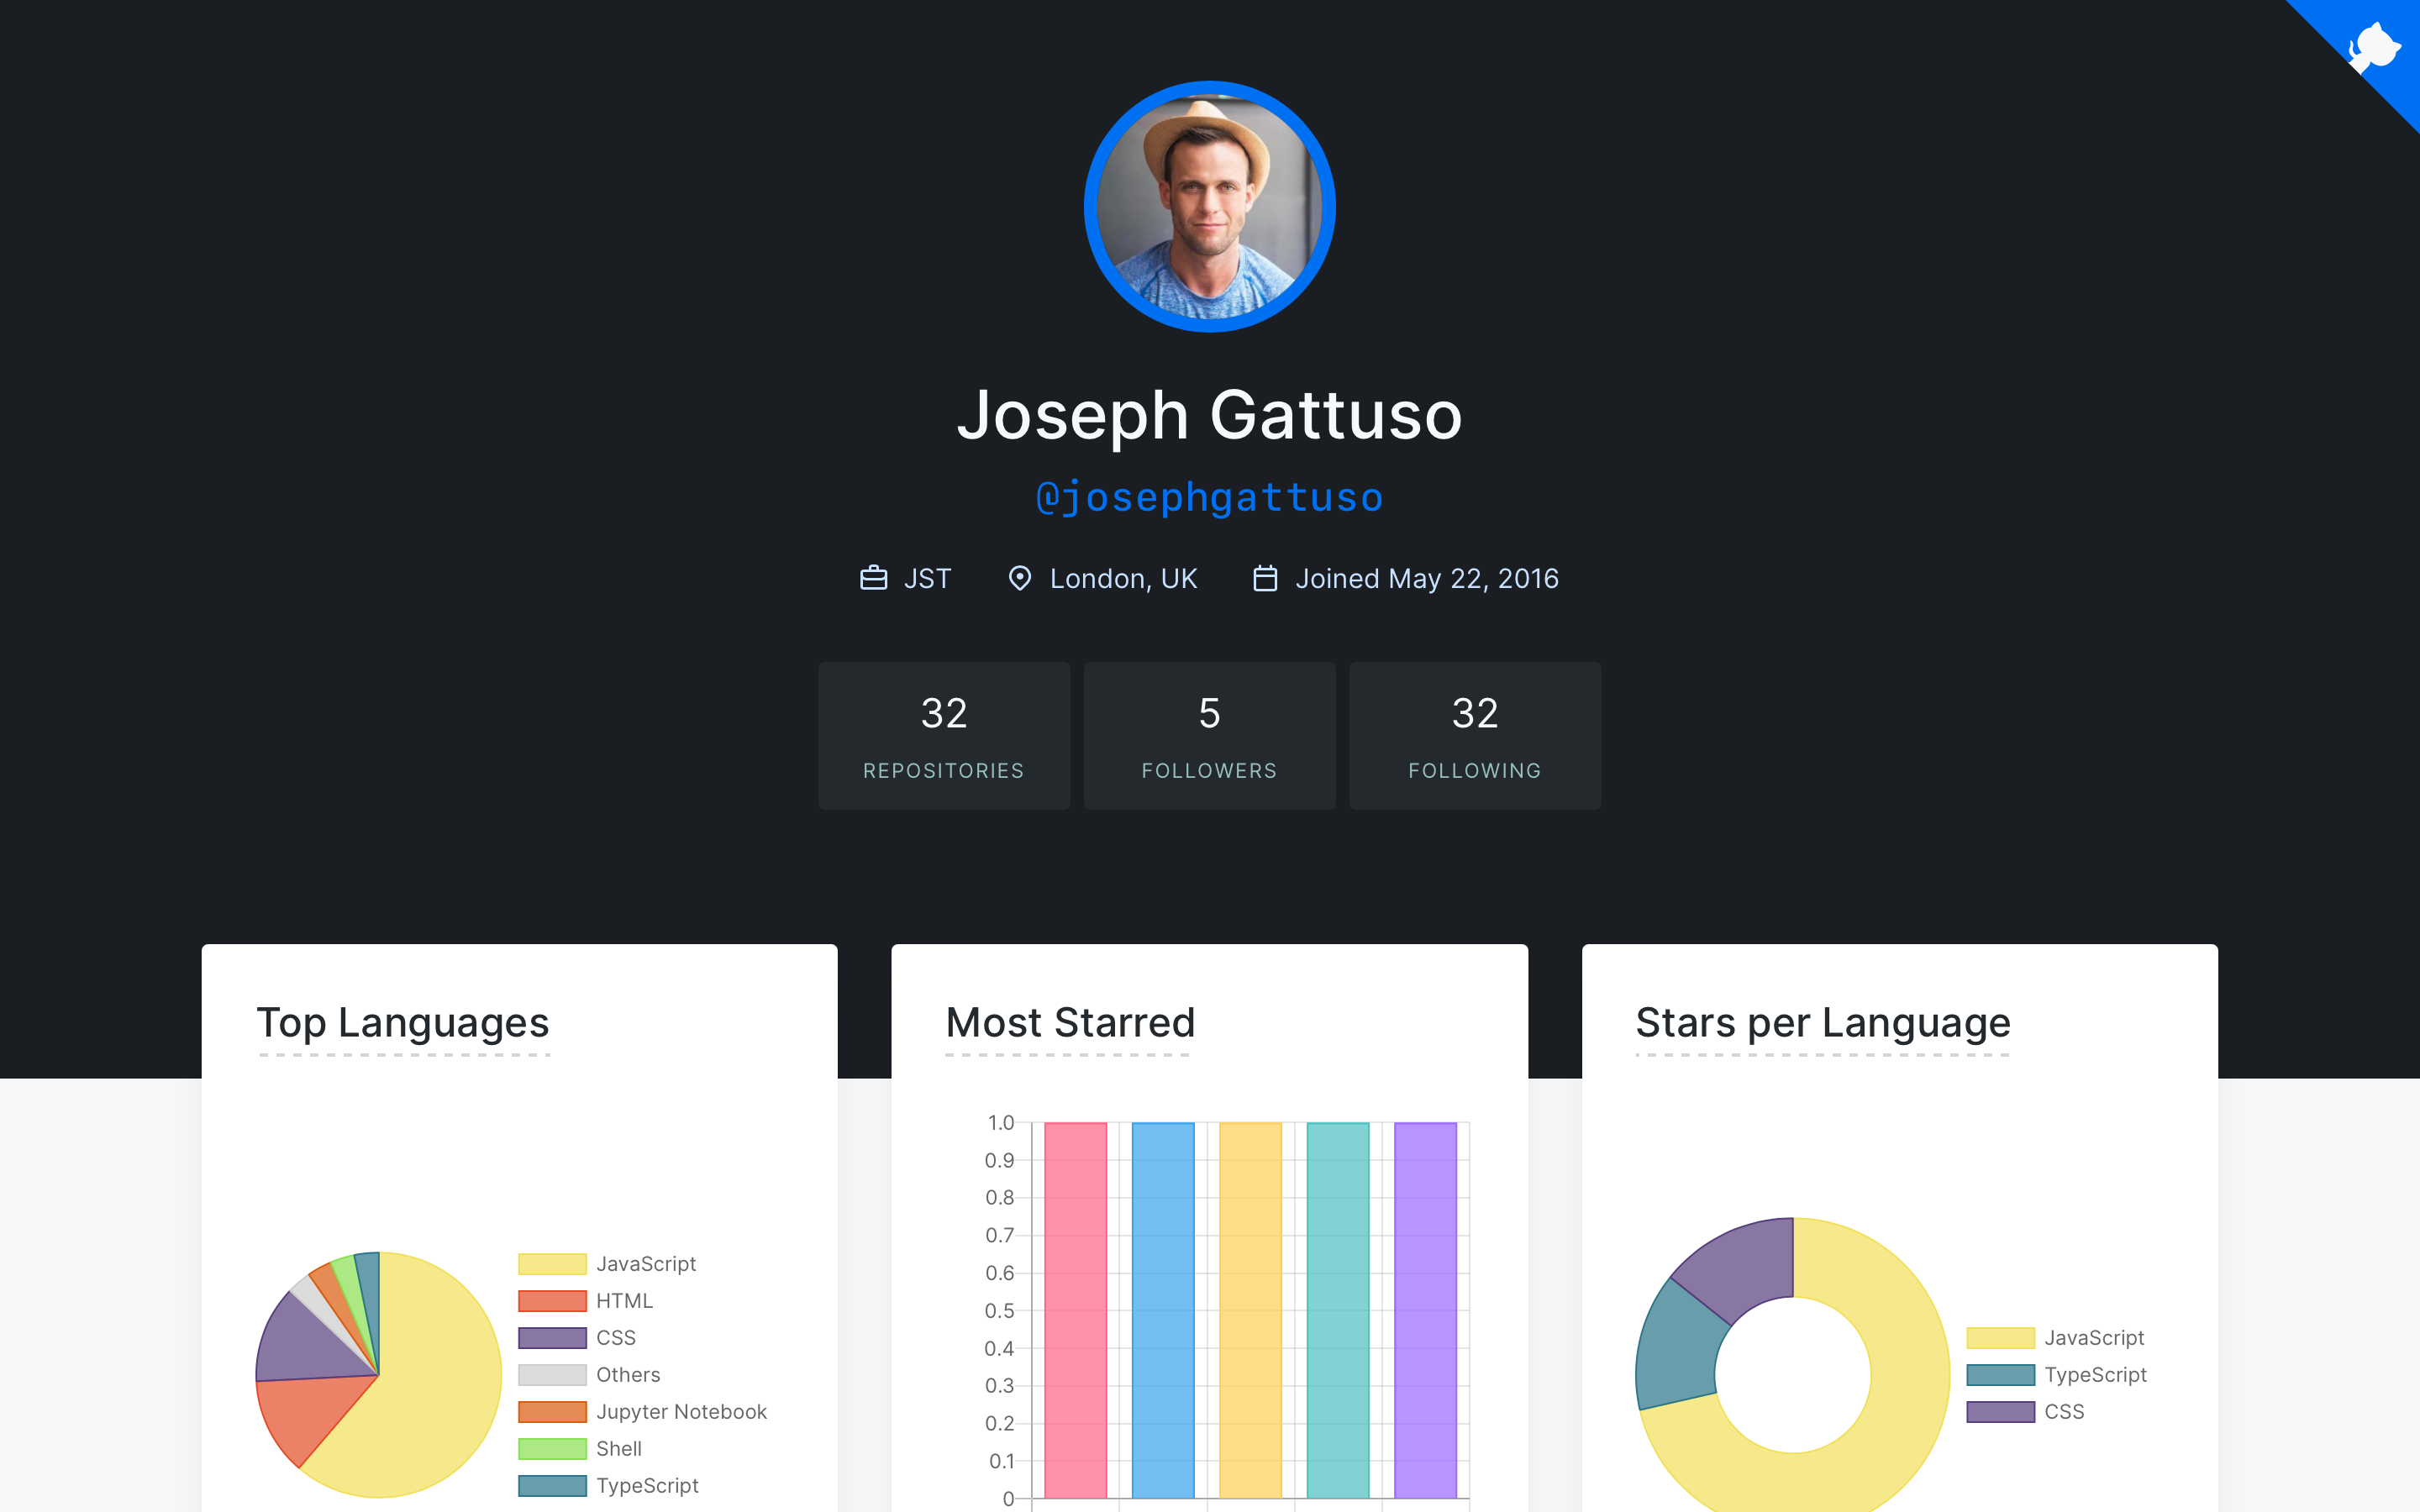 Joseph Gattuso
@josephgattuso
JST London, UK Joined May 22, 2016
32
REPOSITORIES
5
FOLLOWERS
32
FOLLOWING
Top Languages
JavaScript
HTML
CSS
Others
Jupyter Notebook
Shell
TypeScript
Most Starred
1.0
0.9
0.8
0.7
0.6
0.5
0.4
0.3
0.2
0.1
0
Stars per Language
JavaScript
TypeScript
CSS